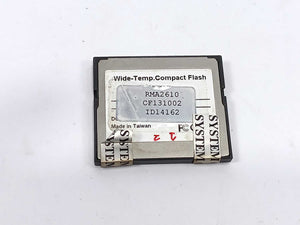 Wide-Temp.Compact Flash
RMA2610
CF131002
ID14162
Made in Taiwan
SYSTEM
SYSTEM